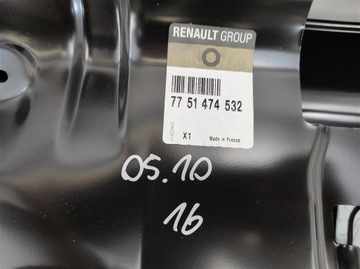 RENAULT GROUP
77 51 474 532
X1 Made in France
05.10
16